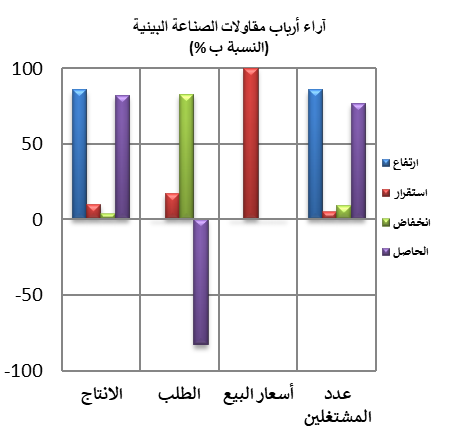 آراء أرباب مقاولات الصناعة البينية
(النسبة ب %)
100
50
0
-50
-100
ارتفاع
استقرار
انخفاض
الحاصل
الانتاج
الطلب
أسعار البيع
عدد
المشتغلين